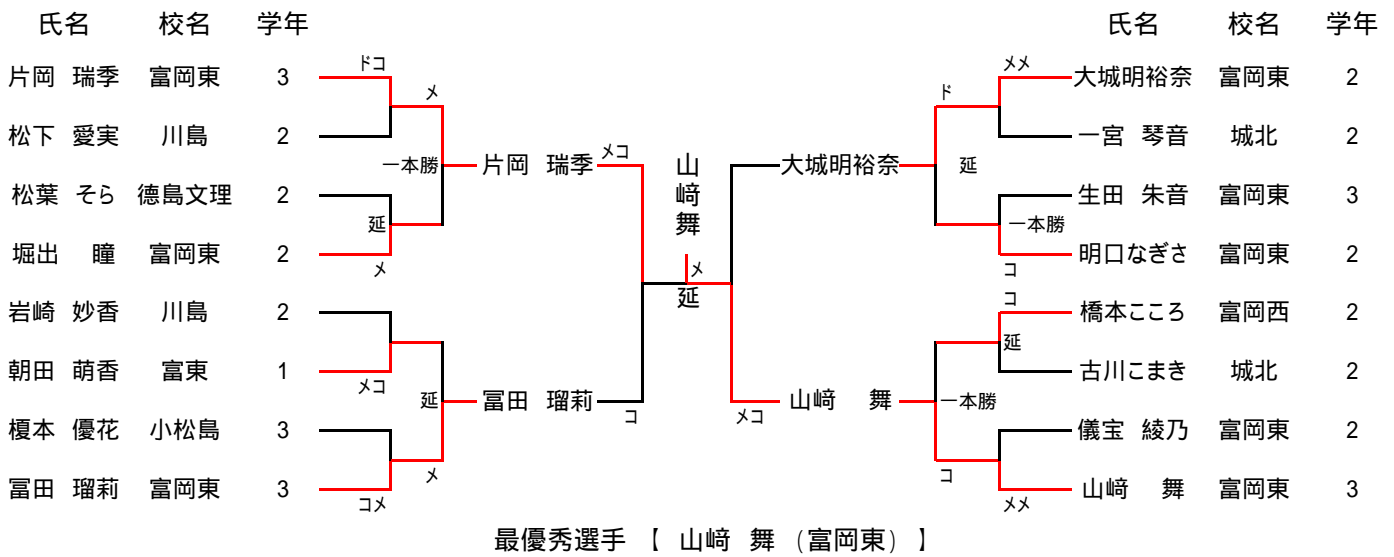 氏名 校名 学年 氏名 校名 学年
ドコ メメ
片岡 瑞季 富岡東 3 大城明裕奈 富岡東 2
メ ド
松下 愛実 川島 2 一宮 琴音 城北 2
一本勝 片岡 瑞季 メコ 山﨑舞 大城明裕奈 延
松葉 そら 德島文理 2 生田 朱音 富岡東 3
延 一本勝
堀出 瞳 富岡東 2 明口なぎさ 富岡東 2
メ メ コ
延 コ
岩崎 妙香 川島 2 橋本こころ 富岡西 2
延
朝田 萌香 富東 1 古川こまき 城北 2
メコ
延 冨田 瑠莉 コ メコ 山﨑 舞 一本勝
榎本 優花 小松島 3 儀宝 綾乃 富岡東 2
メ コ
冨田 瑠莉 富岡東 3 山﨑 舞 富岡東 3
コメ メメ
最優秀選手 【 山﨑 舞 (富岡東) 】